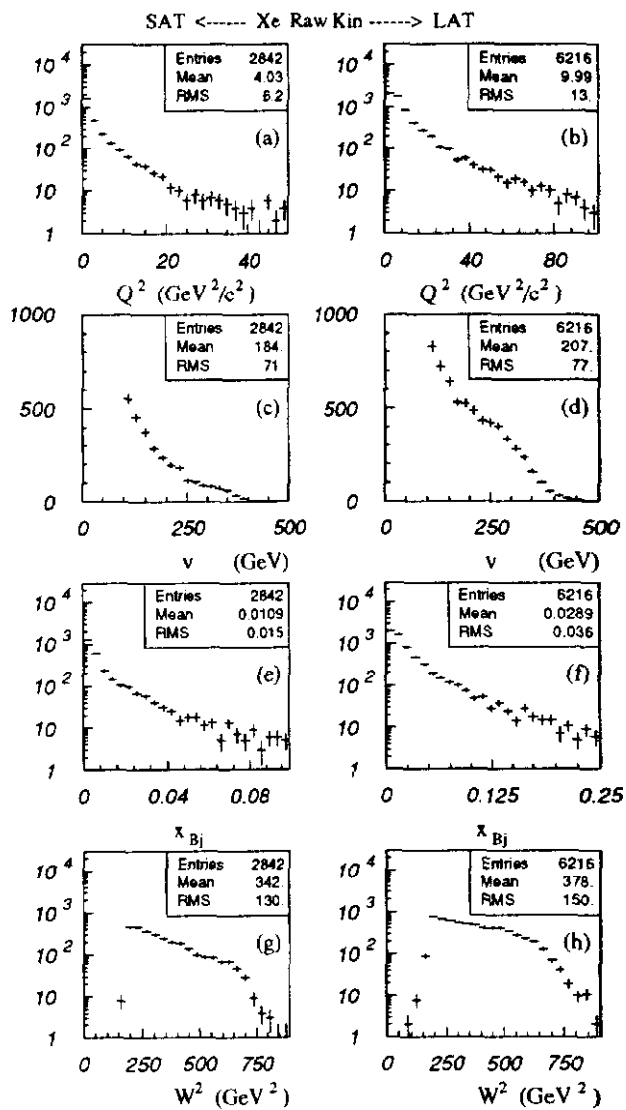 SAT <------ Xe Raw Kin ------> LAT
10^4
10^3
10^2
10
1
Entries 2842
Mean 4.03
RMS 6.2
(a)
0 20 40
Q^2 (GeV^2/c^2)
10^4
10^3
10^2
10
1
Entries 6216
Mean 9.99
RMS 13.
(b)
0 40 80
Q^2 (GeV^2/c^2)
1000
500
0
Entries 2842
Mean 184.
RMS 71
(c)
0 250 500
ν (GeV)
1000
500
0
Entries 6216
Mean 207.
RMS 77.
(d)
0 250 500
ν (GeV)
10^4
10^3
10^2
10
1
Entries 2842
Mean 0.0109
RMS 0.015
(e)
0 0.04 0.08
x_Bj
10^4
10^3
10^2
10
1
Entries 6216
Mean 0.0289
RMS 0.036
(f)
0 0.125 0.25
x_Bj
10^4
10^3
10^2
10
1
Entries 2842
Mean 342.
RMS 130.
(g)
0 250 500 750
W^2 (GeV^2)
10^4
10^3
10^2
10
1
Entries 6216
Mean 378.
RMS 150.
(h)
0 250 500 750
W^2 (GeV^2)